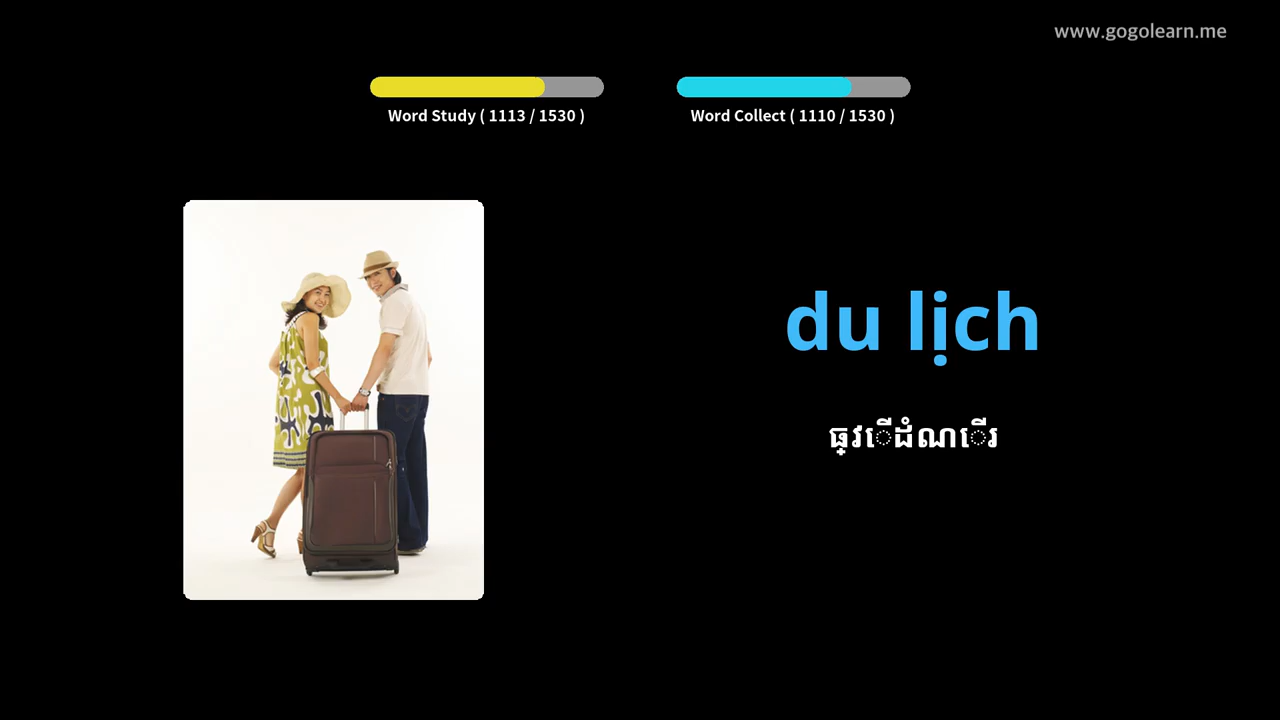 www.gogolearn.me
Word Study ( 1113 / 1530 )
Word Collect ( 1110 / 1530 )
du lịch
ធ្វើដំណើរ